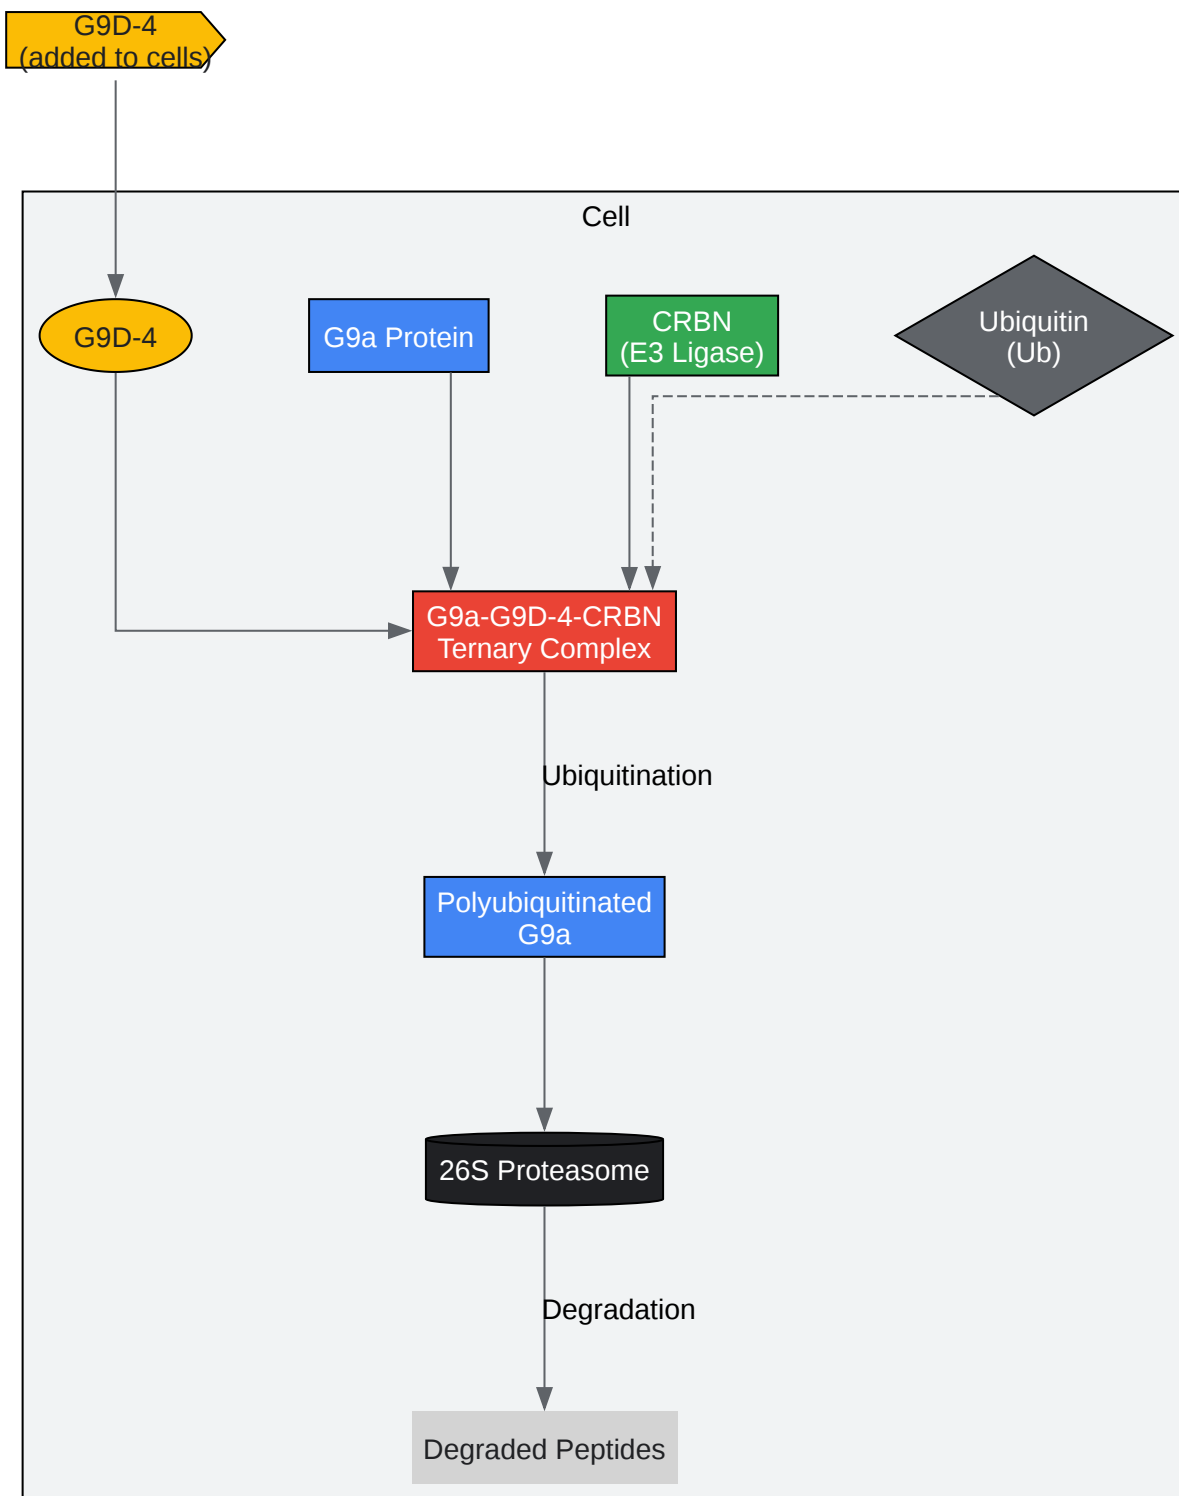 G9D-4
(added to cells)
Cell
G9D-4
G9a Protein
CRBN
(E3 Ligase)
Ubiquitin
(Ub)
G9a-G9D-4-CRBN
Ternary Complex
Ubiquitination
Polyubiquitinated
G9a
26S Proteasome
Degradation
Degraded Peptides